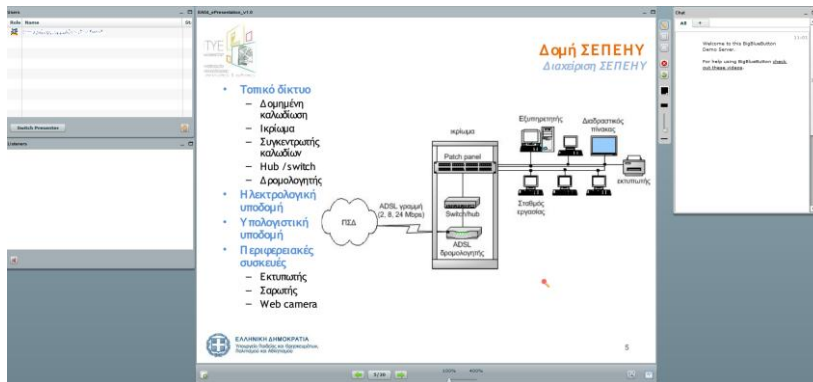 Users
Role Name
Switch Presenter
Listeners
ΤΥΕ
Δομή ΣΕΠΕΗΥ
Διαχείριση ΣΕΠΕΗΥ
• Τοπικό δίκτυο
– Δομημένη καλωδίωση
– Ικρίωμα
– Συγκεντρωτής καλωδίων
– Hub / switch
– Δρομολογητής
• Ηλεκτρολογική υποδομή
• Υπολογιστική υποδομή
• Περιφερειακές συσκευές
– Εκτυπωτής
– Σαρωτής
– Web camera
ΠΣΔ
ADSL γραμμή
(2, 8, 24 Mbps)
ικρίωμα
Patch panel
Switch/hub
ADSL
δρομολογητής
Εξυπηρετητής
Διαδραστικός
πίνακας
εκτυπωτής
Σταθμός
εργασίας
ΕΛΛΗΝΙΚΗ ΔΗΜΟΚΡΑΤΙΑ
5
100%
400%
Chat
All +
Welcome to this BigBlueButton
Demo Server.
For help using BigBlueButton check
out these videos.